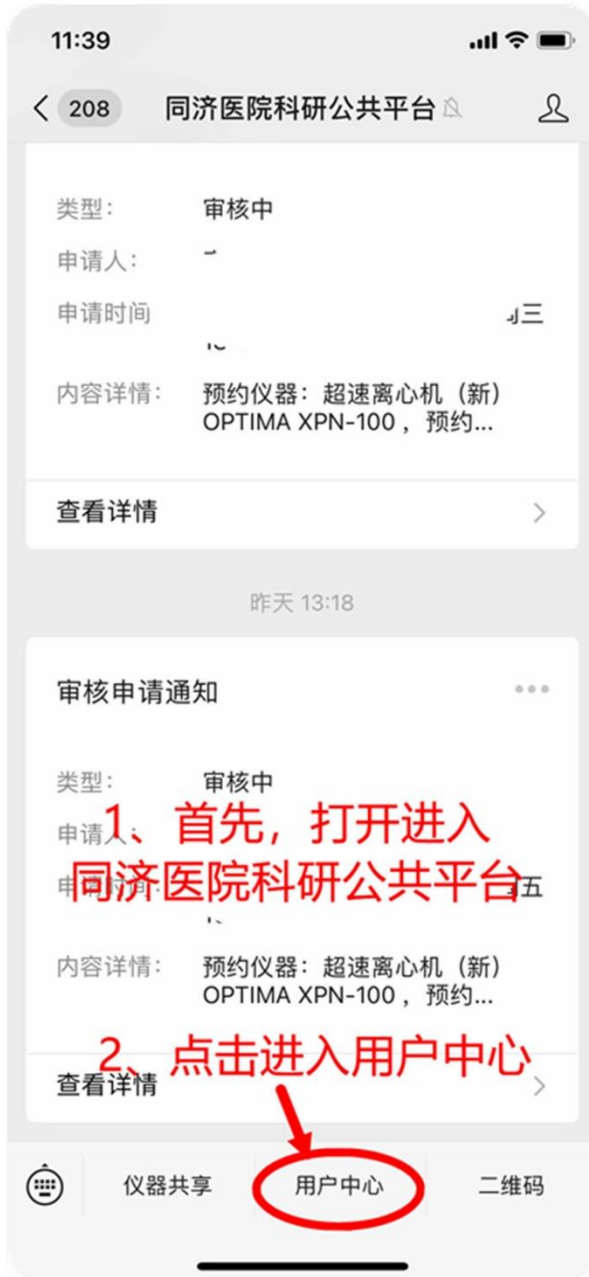 11:39
208 同济医院科研公共平台
类型: 审核中
申请人:
申请时间 三
内容详情: 预约仪器：超速离心机（新）
OPTIMA XPN-100，预约...
查看详情
昨天 13:18
审核申请通知
类型: 审核中
1、首先，打开进入
申请人:
同济医院科研公共平台
申请时间: 五
内容详情: 预约仪器：超速离心机（新）
OPTIMA XPN-100，预约...
2、点击进入用户中心
查看详情
仪器共享 用户中心 二维码